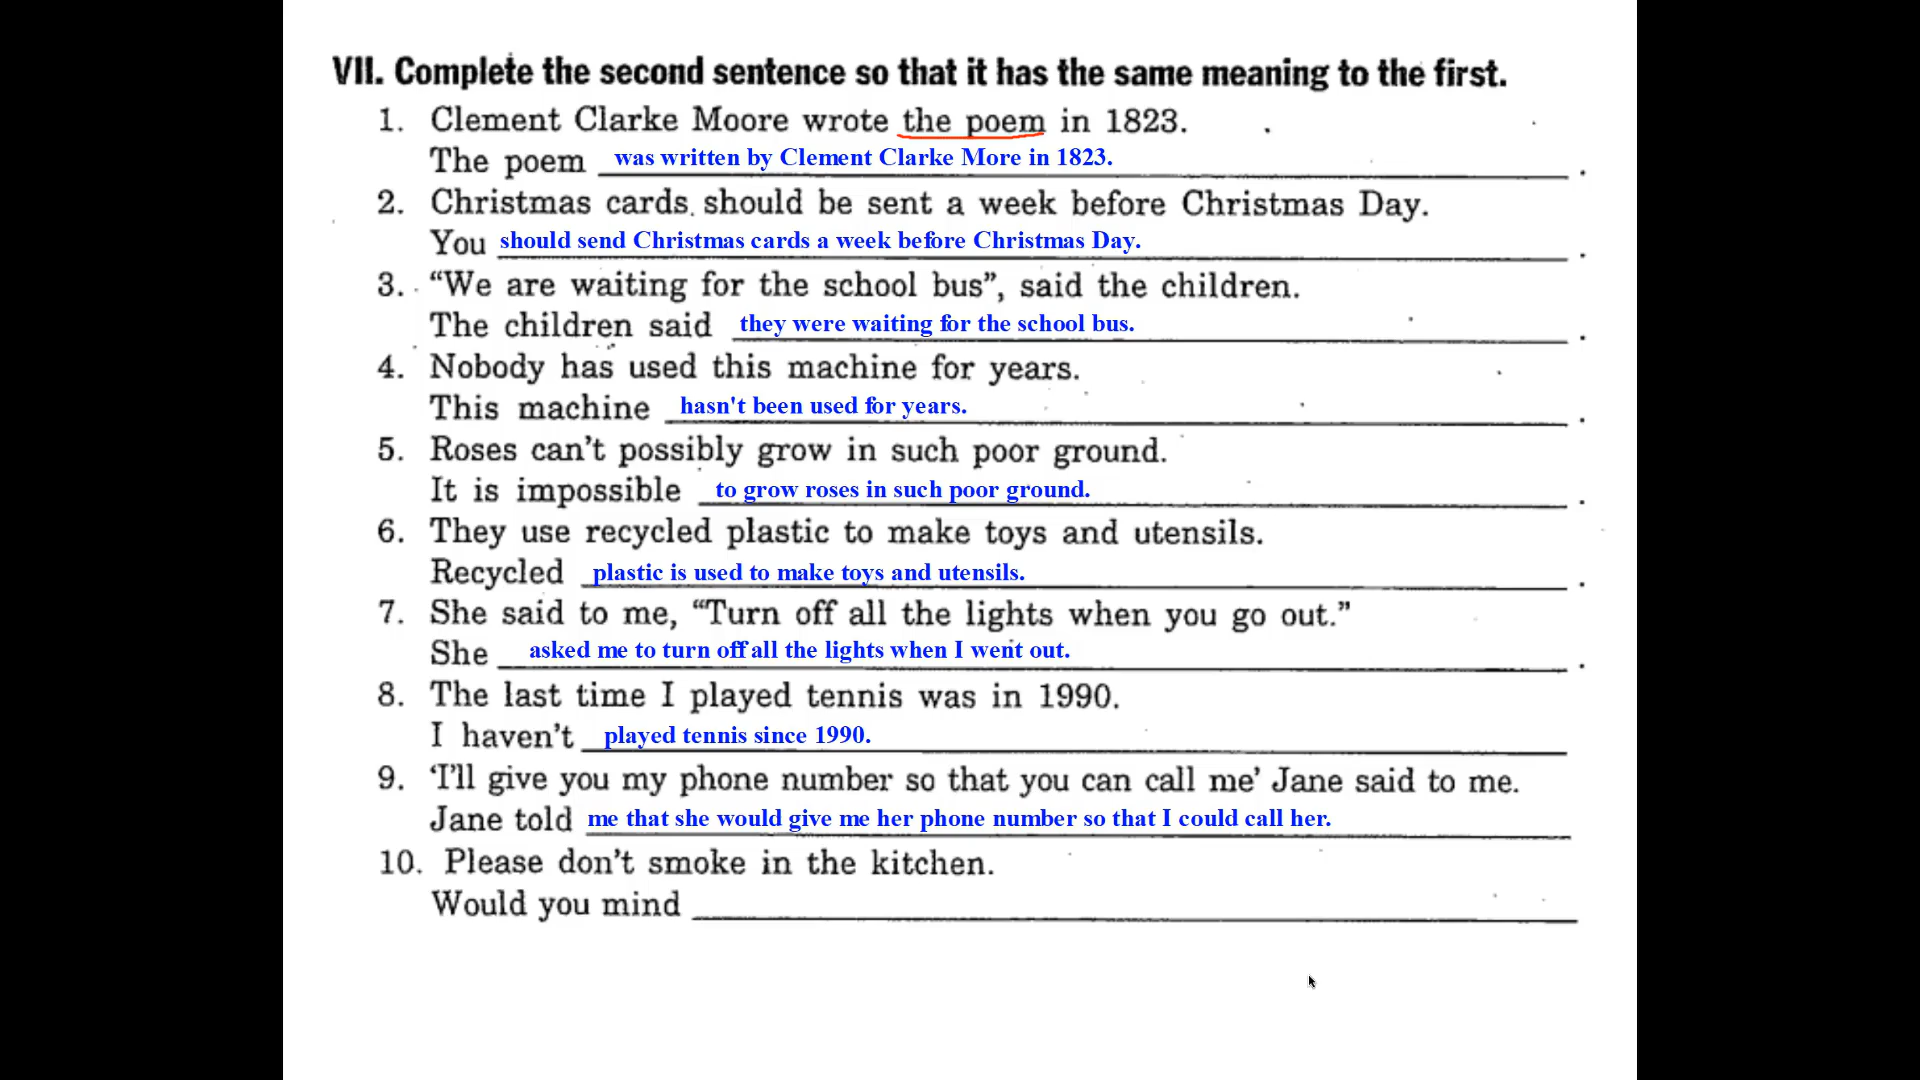 VII. Complete the second sentence so that it has the same meaning to the first.
1. Clement Clarke Moore wrote the poem in 1823.
The poem was written by Clement Clarke More in 1823. .
2. Christmas cards should be sent a week before Christmas Day.
You should send Christmas cards a week before Christmas Day. .
3. “We are waiting for the school bus”, said the children.
The children said they were waiting for the school bus. .
4. Nobody has used this machine for years.
This machine hasn't been used for years. .
5. Roses can’t possibly grow in such poor ground.
It is impossible to grow roses in such poor ground. .
6. They use recycled plastic to make toys and utensils.
Recycled plastic is used to make toys and utensils. .
7. She said to me, “Turn off all the lights when you go out.”
She asked me to turn off all the lights when I went out. .
8. The last time I played tennis was in 1990.
I haven’t played tennis since 1990.
9. ‘I’ll give you my phone number so that you can call me’ Jane said to me.
Jane told me that she would give me her phone number so that I could call her.
10. Please don’t smoke in the kitchen.
Would you mind